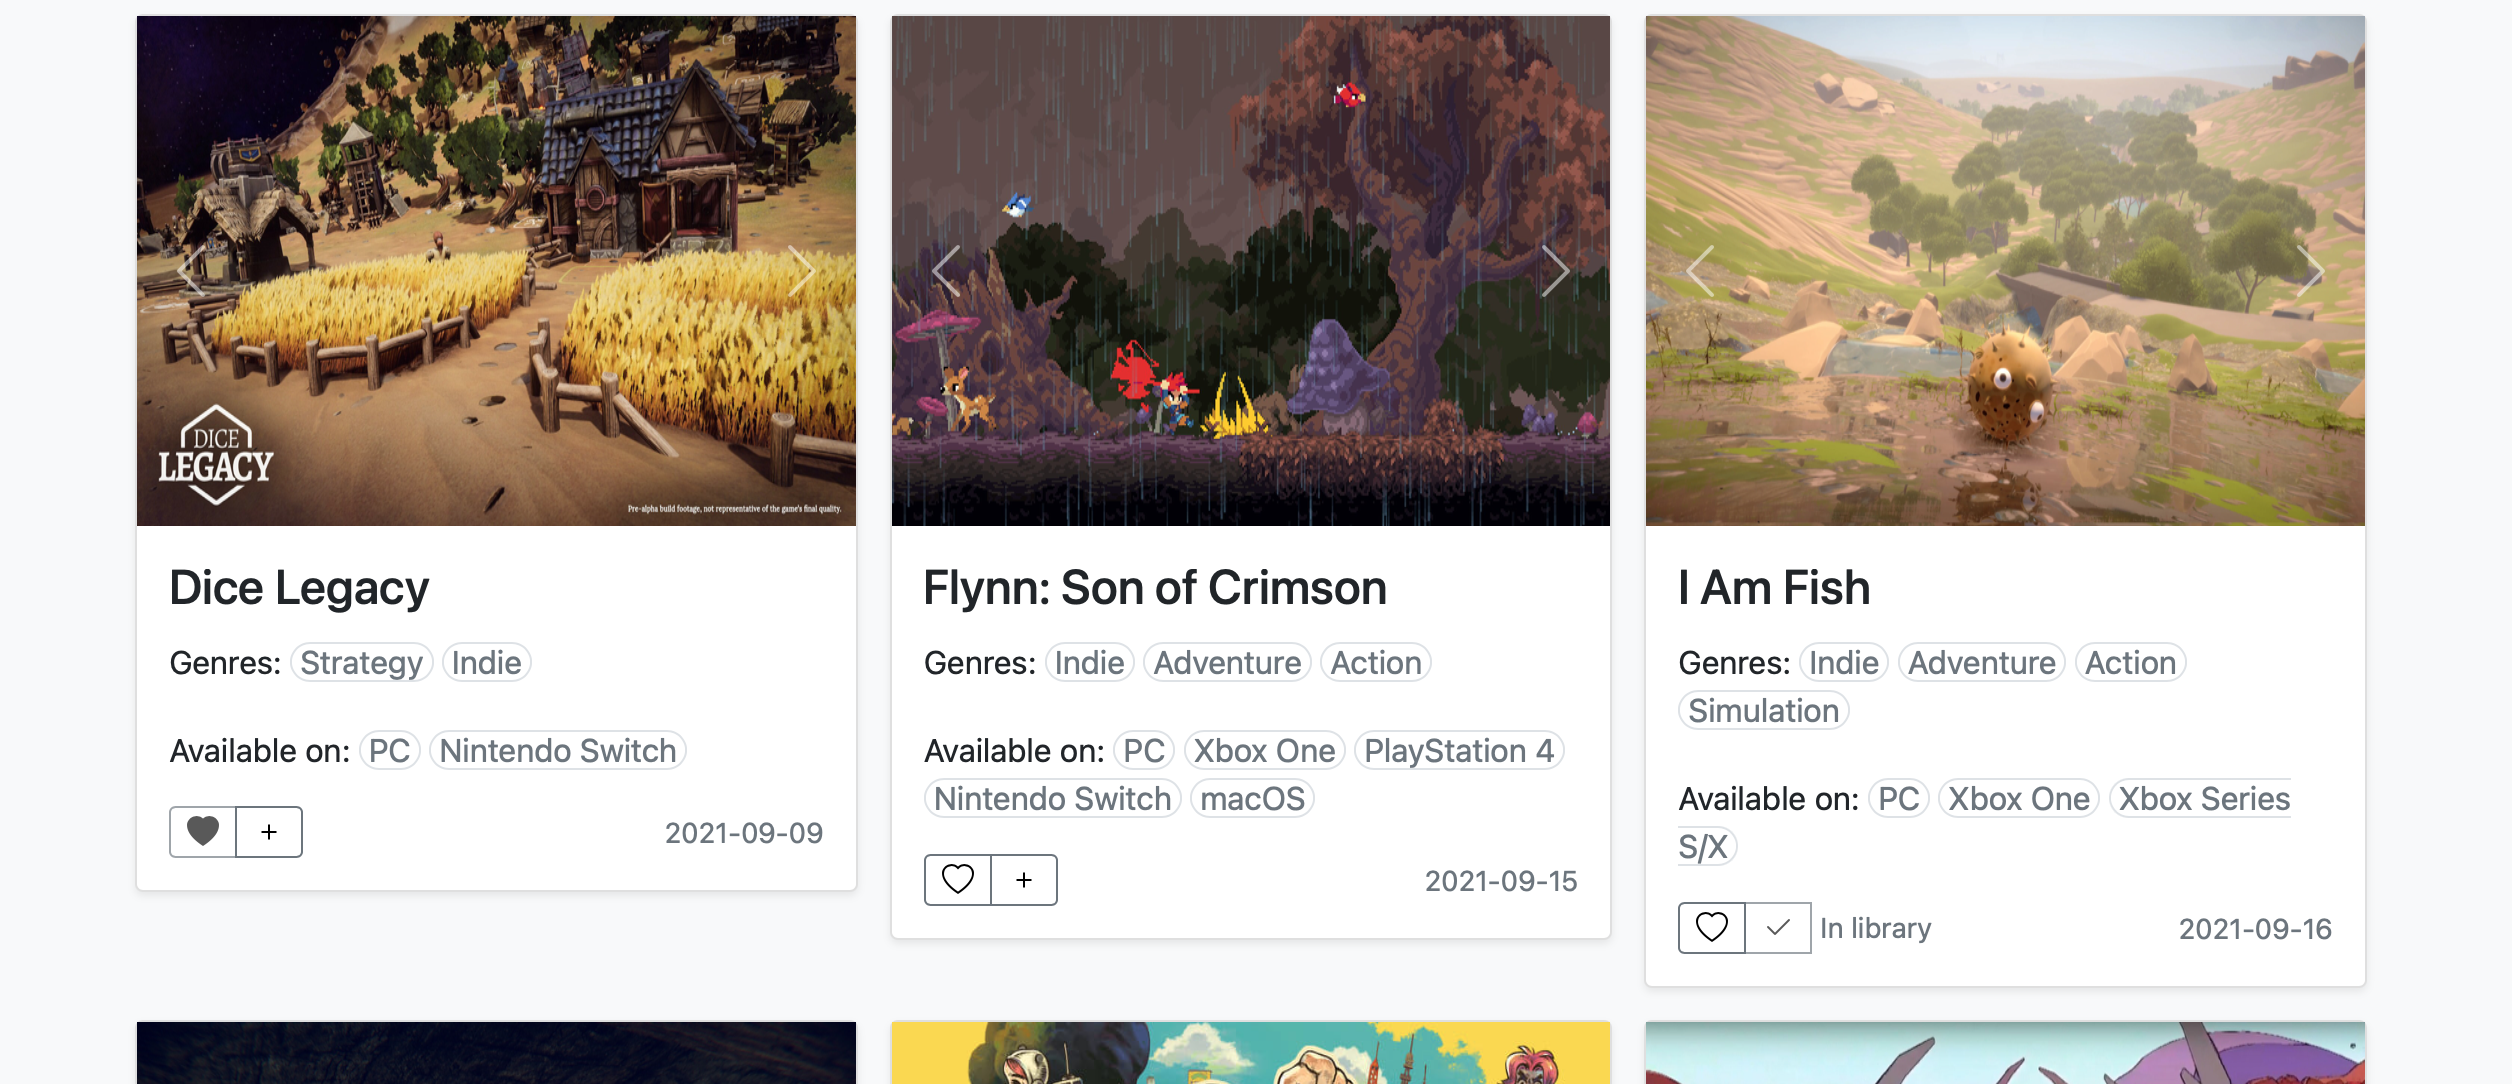 DICE
LEGACY
Pre-alpha build footage, not representative of the game's final quality.
Dice Legacy
Genres: Strategy Indie
Available on: PC Nintendo Switch
+ 2021-09-09
Flynn: Son of Crimson
Genres: Indie Adventure Action
Available on: PC Xbox One PlayStation 4
Nintendo Switch macOS
+ 2021-09-15
I Am Fish
Genres: Indie Adventure Action
Simulation
Available on: PC Xbox One Xbox Series
S/X
In library 2021-09-16